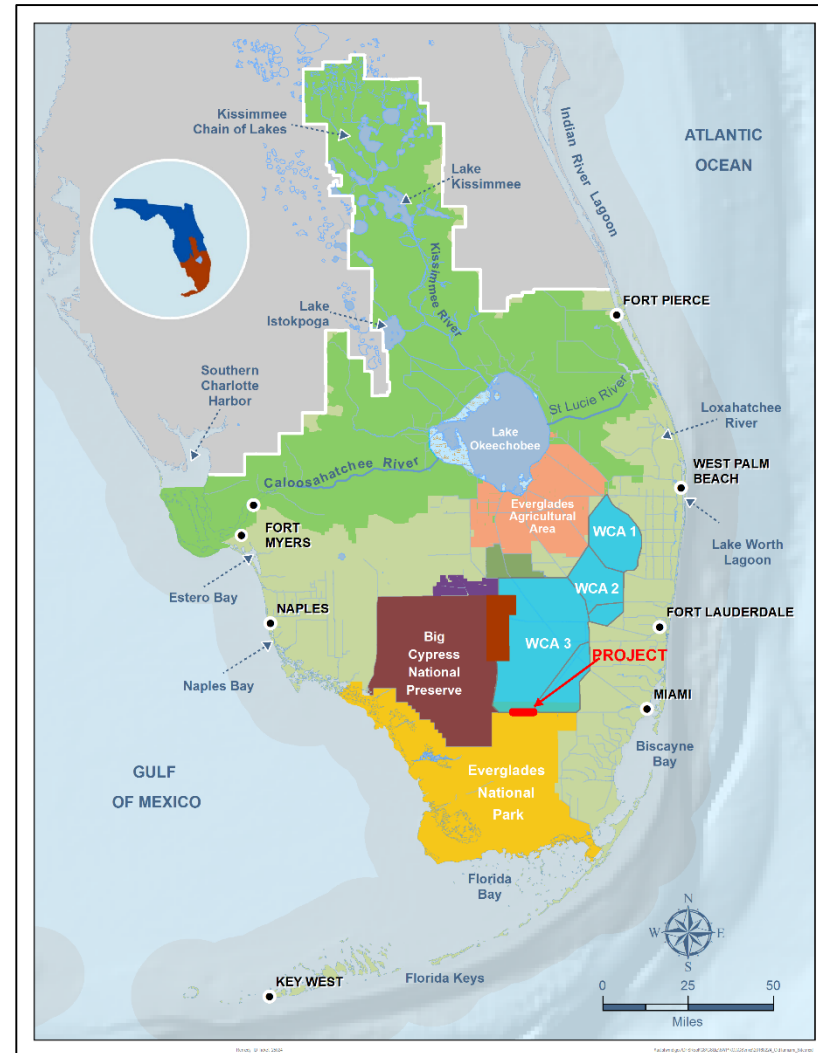 Kissimmee
Chain of Lakes
Lake
Kissimmee
Indian River Lagoon
ATLANTIC
OCEAN
Kissimmee River
Lake
Istokpoga
FORT PIERCE
Southern
Charlotte
Harbor
St Lucie River
Lake
Okeechobee
Loxahatchee
River
Caloosahatchee River
WEST PALM
BEACH
Everglades
Agricultural
Area
WCA 1
FORT
MYERS
Lake Worth
Lagoon
Estero Bay
WCA 2
NAPLES
FORT LAUDERDALE
Big
Cypress
National
Preserve
WCA 3
PROJECT
Naples Bay
MIAMI
Biscayne
Bay
GULF
OF MEXICO
Everglades
National
Park
Florida
Bay
N
W
E
S
KEY WEST
Florida Keys
0 25 50
Miles